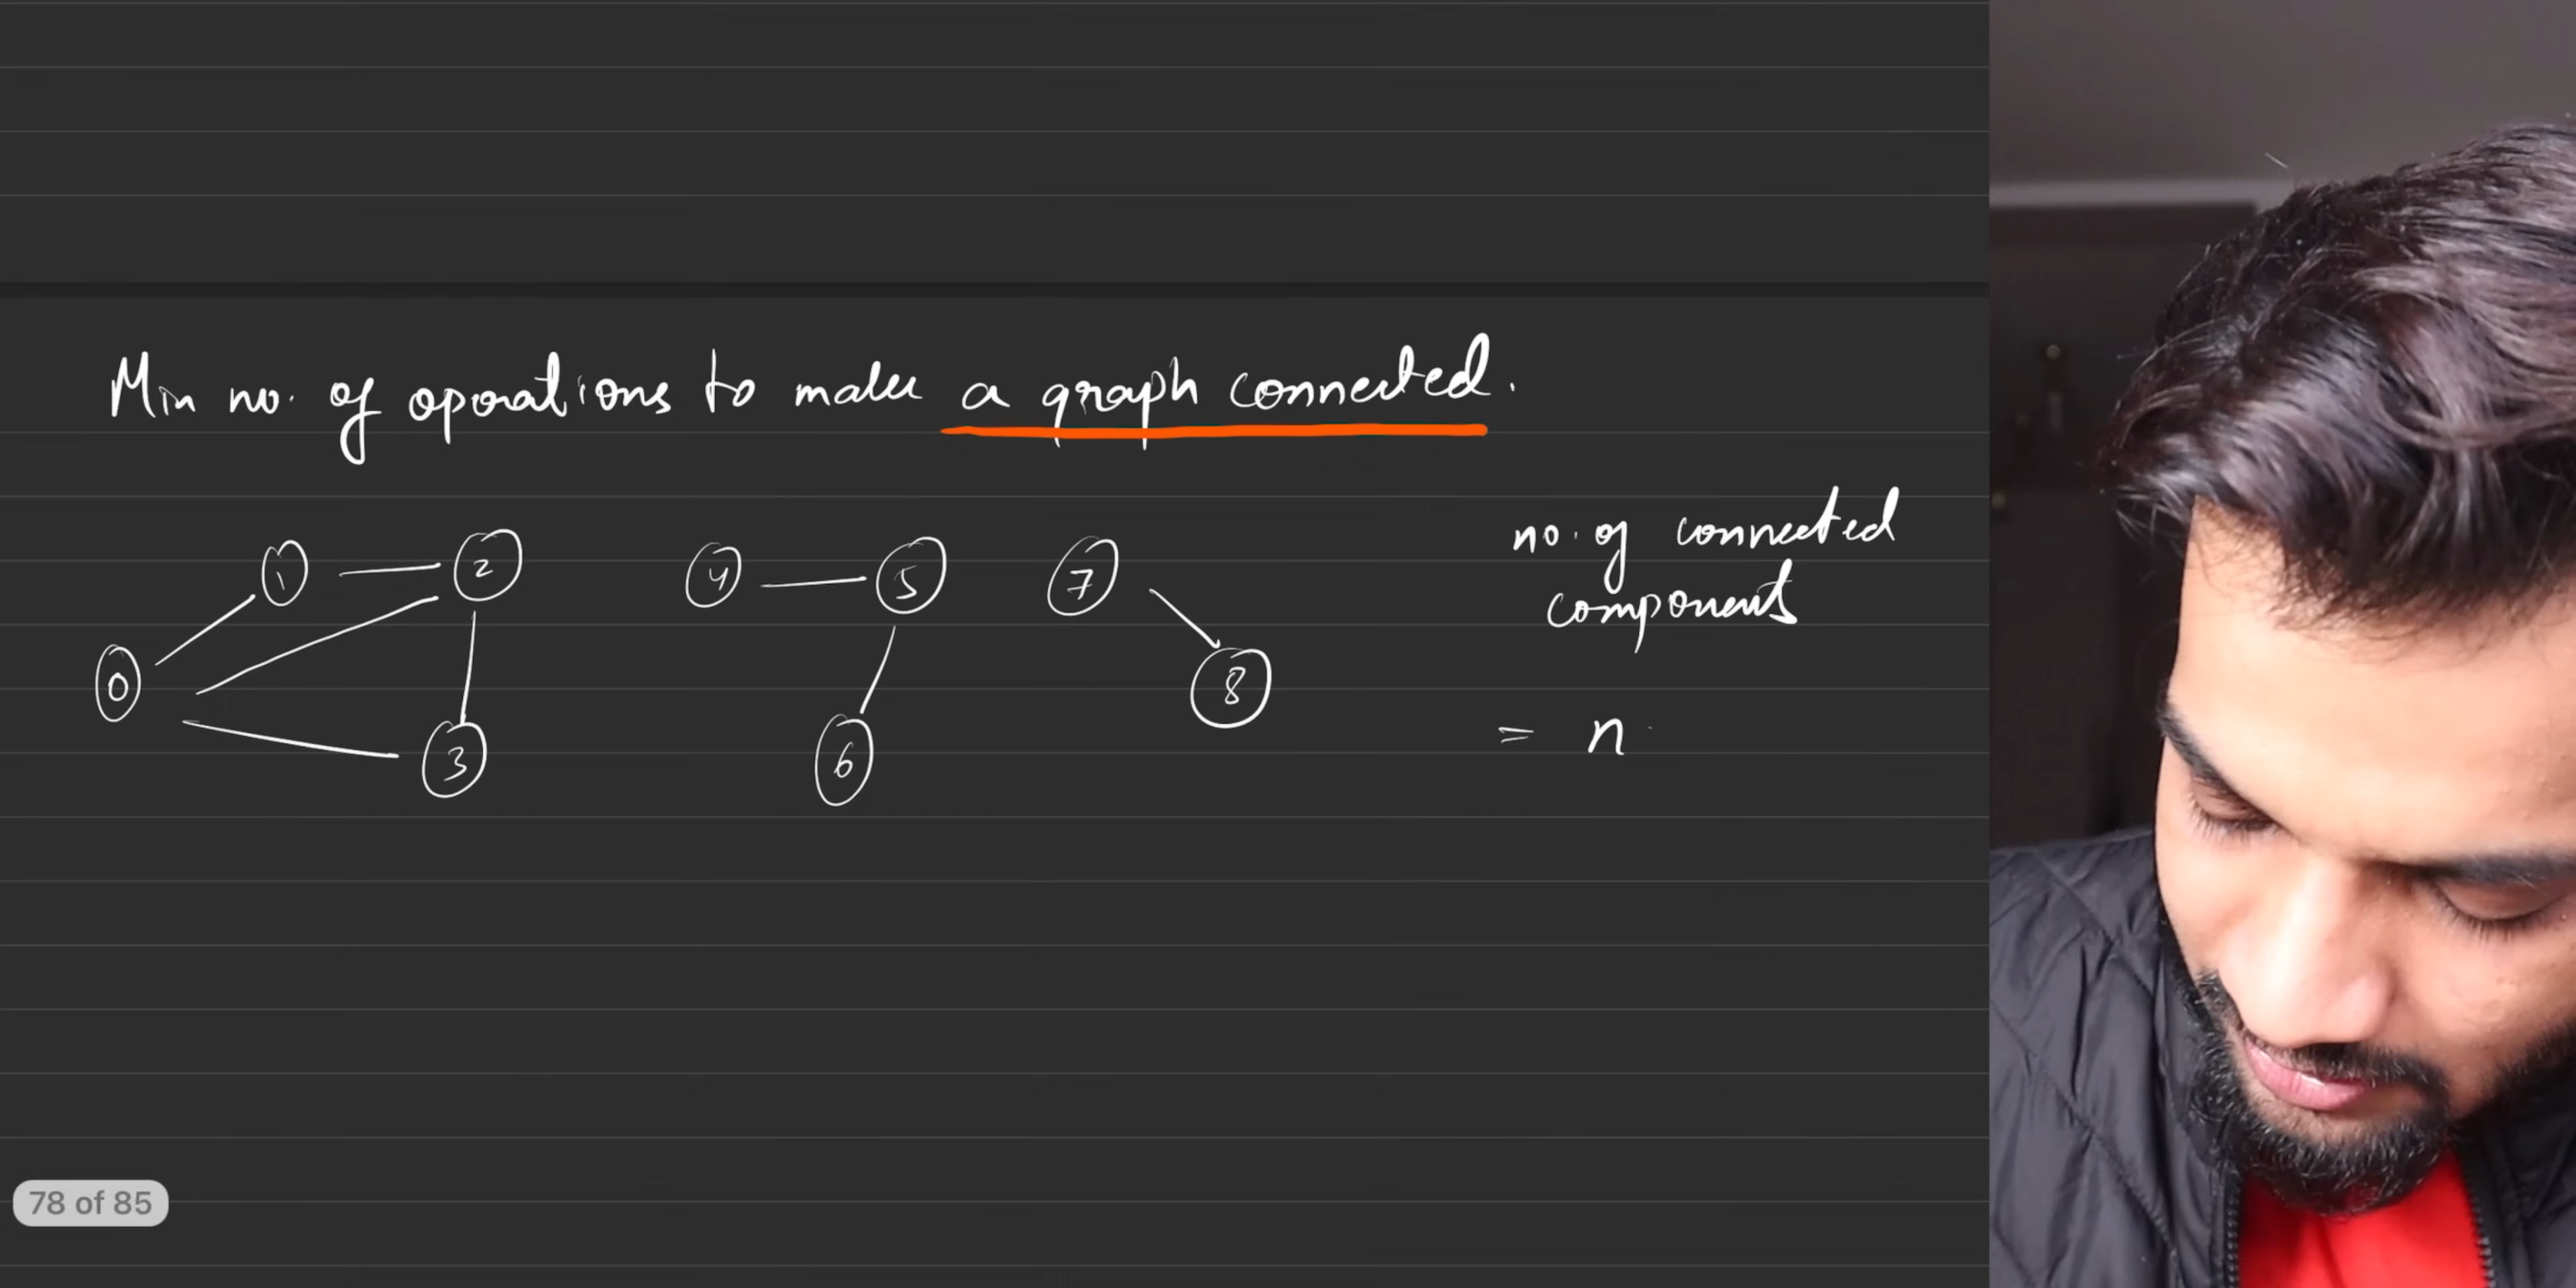 Min no. of operations to make a graph connected.
no. of connected
component
1 2 4 5 7
0 8
3 6
= n
78 of 85